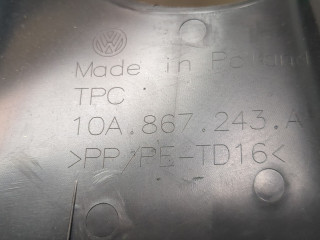 Made in Poland
TPC
10A.867.243.A
>PP/PE-TD16<